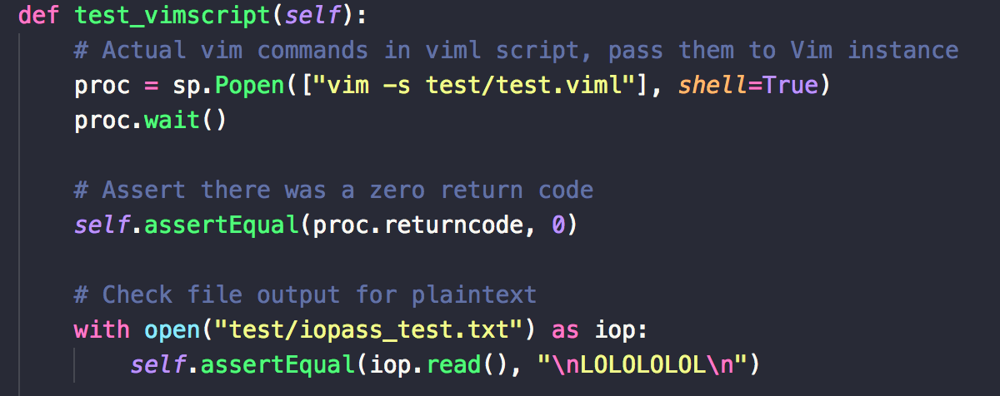 def test_vimscript(self):
    # Actual vim commands in viml script, pass them to Vim instance
    proc = sp.Popen(["vim -s test/test.viml"], shell=True)
    proc.wait()

    # Assert there was a zero return code
    self.assertEqual(proc.returncode, 0)

    # Check file output for plaintext
    with open("test/iopass_test.txt") as iop:
        self.assertEqual(iop.read(), "\nLOLOLOLOL\n")